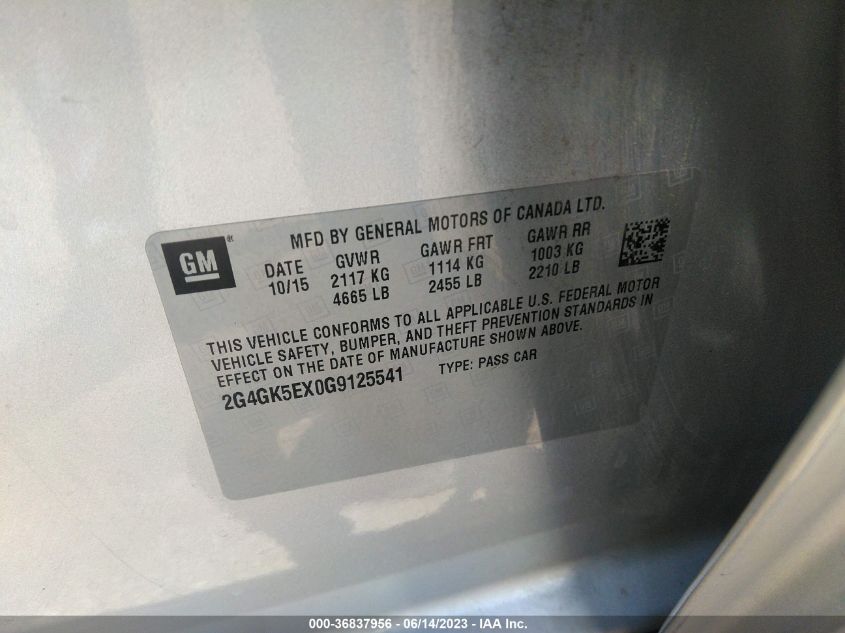 GM®
MFD BY GENERAL MOTORS OF CANADA LTD.
DATE GVWR GAWR FRT GAWR RR
10/15 2117 KG 1114 KG 1003 KG
4665 LB 2455 LB 2210 LB
THIS VEHICLE CONFORMS TO ALL APPLICABLE U.S. FEDERAL MOTOR
VEHICLE SAFETY, BUMPER, AND THEFT PREVENTION STANDARDS IN
EFFECT ON THE DATE OF MANUFACTURE SHOWN ABOVE.
2G4GK5EX0G9125541 TYPE: PASS CAR
000-36837956 - 06/14/2023 - IAA Inc.